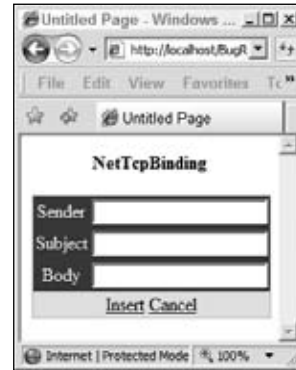 Untitled Page - Windows ...
http://localhost/BugR
File Edit View Favorites Tc »
Untitled Page
NetTcpBinding
Sender
Subject
Body
Insert Cancel
Internet | Protected Mode 100%